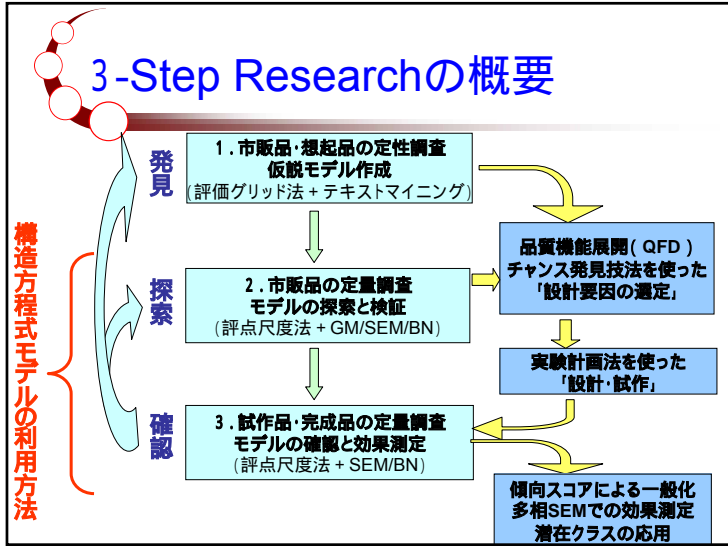 3-Step Researchの概要
発見
1．市販品･想起品の定性調査
仮説モデル作成
(評価グリッド法 + テキストマイニング)
品質機能展開( QFD )
チャンス発見技法を使った
｢設計要因の選定｣
構造方程式モデルの利用方法
探索
2．市販品の定量調査
モデルの探索と検証
(評点尺度法 + GM/SEM/BN)
実験計画法を使った
｢設計･試作｣
確認
3．試作品･完成品の定量調査
モデルの確認と効果測定
(評点尺度法 + SEM/BN)
傾向スコアによる一般化
多相SEMでの効果測定
潜在クラスの応用